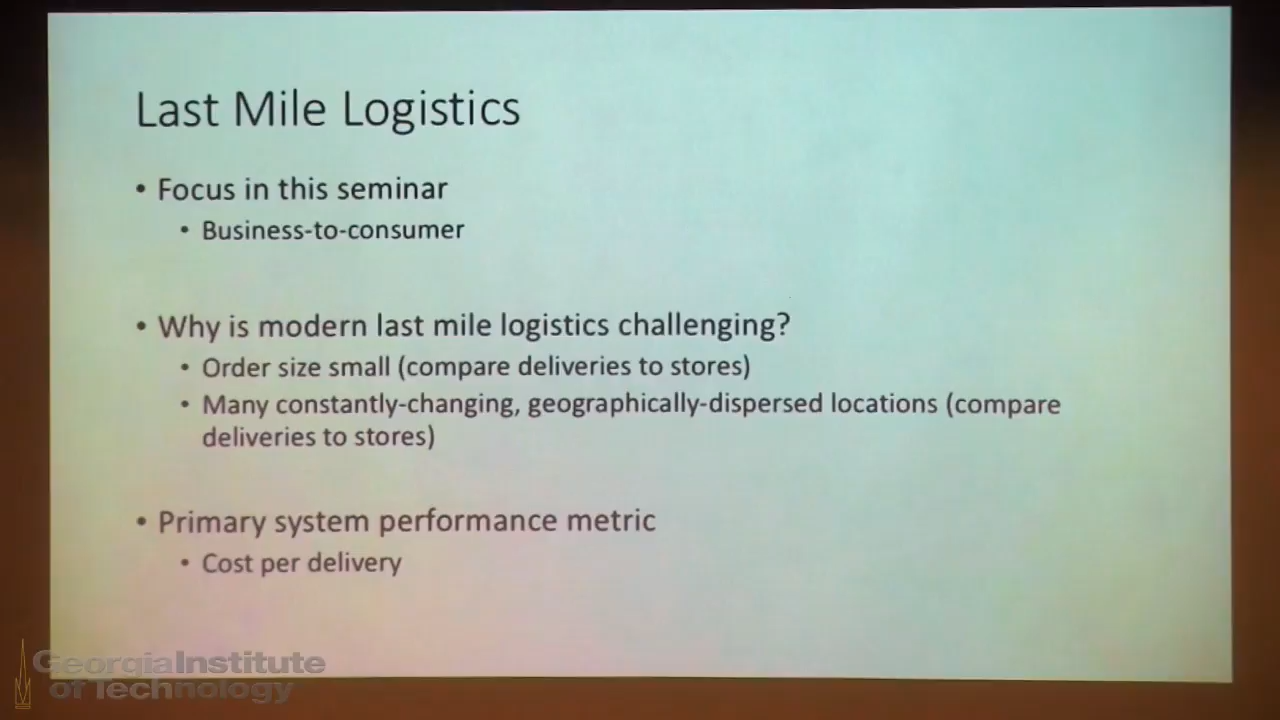 Last Mile Logistics
• Focus in this seminar
• Business-to-consumer
• Why is modern last mile logistics challenging?
• Order size small (compare deliveries to stores)
• Many constantly-changing, geographically-dispersed locations (compare
deliveries to stores)
• Primary system performance metric
• Cost per delivery
Georgia Institute
of Technology